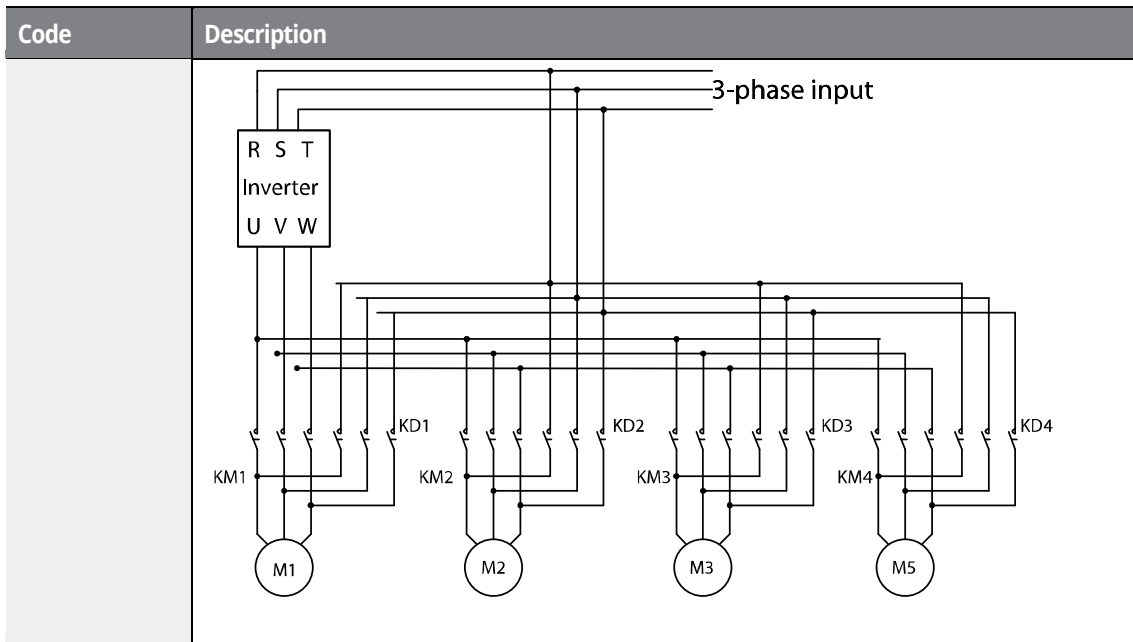 Code Description
3-phase input
R S T
Inverter
U V W
KD1 KD2 KD3 KD4
KM1 KM2 KM3 KM4
M1 M2 M3 M5